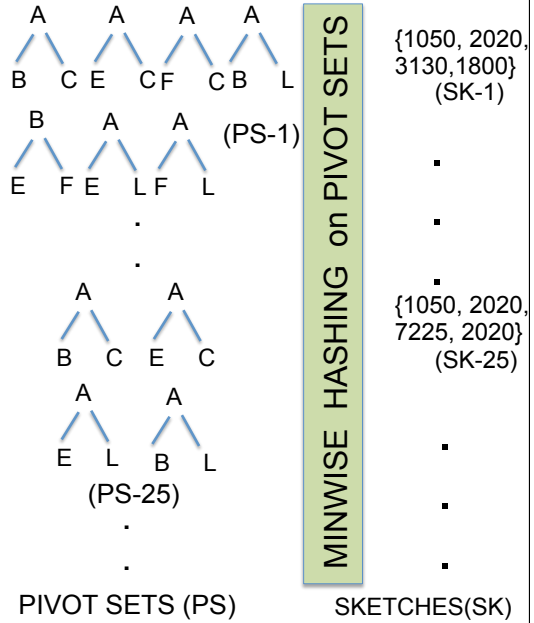 A A A A
B C E C F C B L
(PS-1)
B A A
E F E L F L
.
.
A A
B C E C
A A
E L B L
(PS-25)
.
.
PIVOT SETS (PS)
MINWISE HASHING on PIVOT SETS
{1050, 2020,
3130,1800}
(SK-1)
.
.
.
{1050, 2020,
7225, 2020}
(SK-25)
.
.
.
SKETCHES(SK)